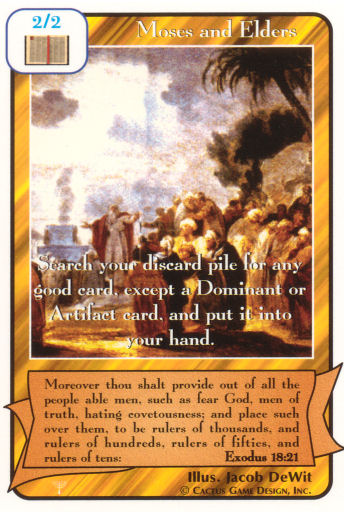 2/2
Moses and Elders
Search your discard pile for any
good card, except a Dominant or
Artifact card, and put it into
your hand.
Moreover thou shalt provide out of all the
people able men, such as fear God, men of
truth, hating covetousness; and place such
over them, to be rulers of thousands, and
rulers of hundreds, rulers of fifties, and
rulers of tens: Exodus 18:21
Illus. Jacob DeWit
© Cactus Game Design, Inc.